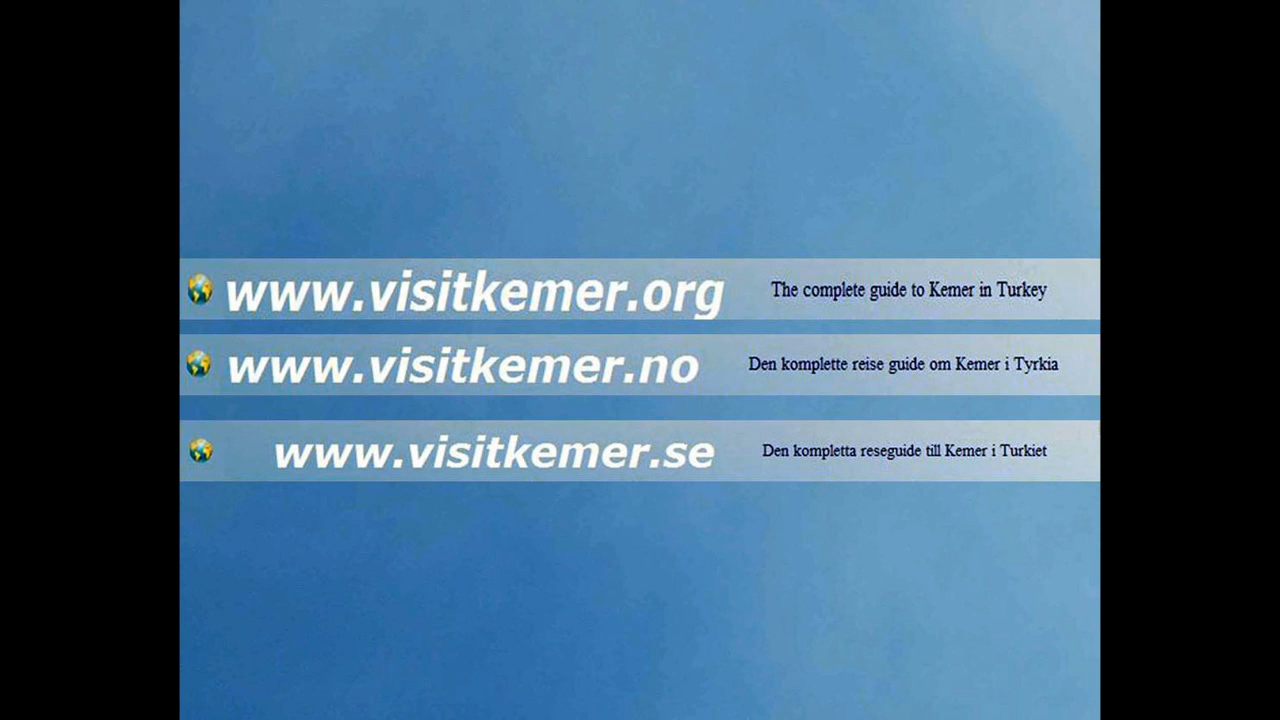 www.visitkemer.org The complete guide to Kemer in Turkey
www.visitkemer.no Den komplette reise guide om Kemer i Tyrkia
www.visitkemer.se Den kompletta reseguide till Kemer i Turkiet